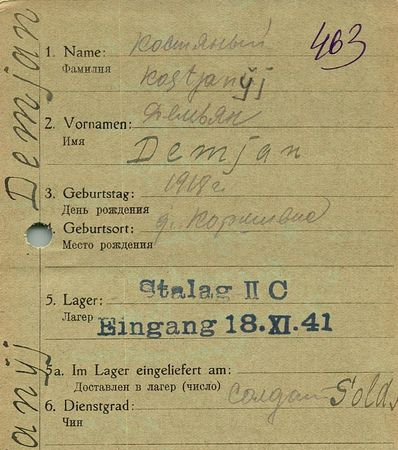 Demjan
anÿj
463
1. Name: Костяный
Фамилия Kostjanÿj
2. Vornamen: Демьян
Имя Demjan
3. Geburtstag: 1918 г
День рождения
4. Geburtsort: д.
Место рождения
Stalag II C
5. Lager:
Лагер
Eingang 18.XI.41
5a. Im Lager eingeliefert am:
Доставлен в лагер (число)
6. Dienstgrad: солдат Sold
Чин